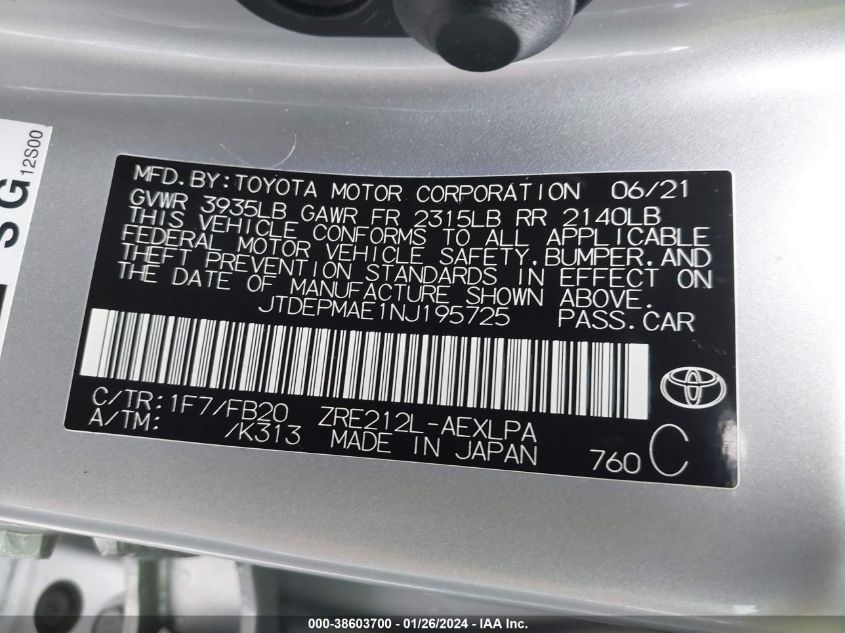 SG
12S00
MFD.BY:TOYOTA MOTOR CORPORATION 06/21
GVWR 3935LB GAWR FR 2315LB RR 2140LB
THIS VEHICLE CONFORMS TO ALL APPLICABLE
FEDERAL MOTOR VEHICLE SAFETY,BUMPER,AND
THEFT PREVENTION STANDARDS IN EFFECT ON
THE DATE OF MANUFACTURE SHOWN ABOVE.
JTDEPMAE1NJ195725 PASS.CAR
C/TR:1F7/FB20 ZRE212L-AEXLPA
A/TM: /K313 MADE IN JAPAN 760 C
000-38603700 - 01/26/2024 - IAA Inc.